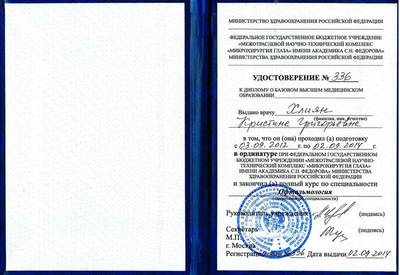 МИНИСТЕРСТВО ЗДРАВООХРАНЕНИЯ РОССИЙСКОЙ ФЕДЕРАЦИИ
ФЕДЕРАЛЬНОЕ ГОСУДАРСТВЕННОЕ БЮДЖЕТНОЕ УЧРЕЖДЕНИЕ
«МЕЖОТРАСЛЕВОЙ НАУЧНО-ТЕХНИЧЕСКИЙ КОМПЛЕКС
«МИКРОХИРУРГИЯ ГЛАЗА» ИМЕНИ АКАДЕМИКА С.Н. ФЕДОРОВА»
МИНИСТЕРСТВА ЗДРАВООХРАНЕНИЯ РОССИЙСКОЙ ФЕДЕРАЦИИ
УДОСТОВЕРЕНИЕ № 336
К ДИПЛОМУ О БАЗОВОМ ВЫСШЕМ МЕДИЦИНСКОМ
ОБРАЗОВАНИИ
Выдано врачу Хлиян
(фамилия, имя, отчество)
Кристине Григорьевне
в том, что он (она) проходил (а) подготовку
с 03.09.2012 г. по 02.09.2014 г.
в ординатуре ПРИ ФЕДЕРАЛЬНОМ ГОСУДАРСТВЕННОМ
БЮДЖЕТНОМ УЧРЕЖДЕНИИ «МЕЖОТРАСЛЕВОЙ НАУЧНО-
ТЕХНИЧЕСКИЙ КОМПЛЕКС «МИКРОХИРУРГИЯ ГЛАЗА»
ИМЕНИ АКАДЕМИКА С.Н. ФЕДОРОВА» МИНИСТЕРСТВА
ЗДРАВООХРАНЕНИЯ РОССИЙСКОЙ ФЕДЕРАЦИИ
и закончил (а) полный курс по специальности
Офтальмология
Руководитель учреждения (подпись)
Секретарь (подпись)
М.П.
г. Москва
Регистрационный № 336 Дата выдачи 02.09.2014